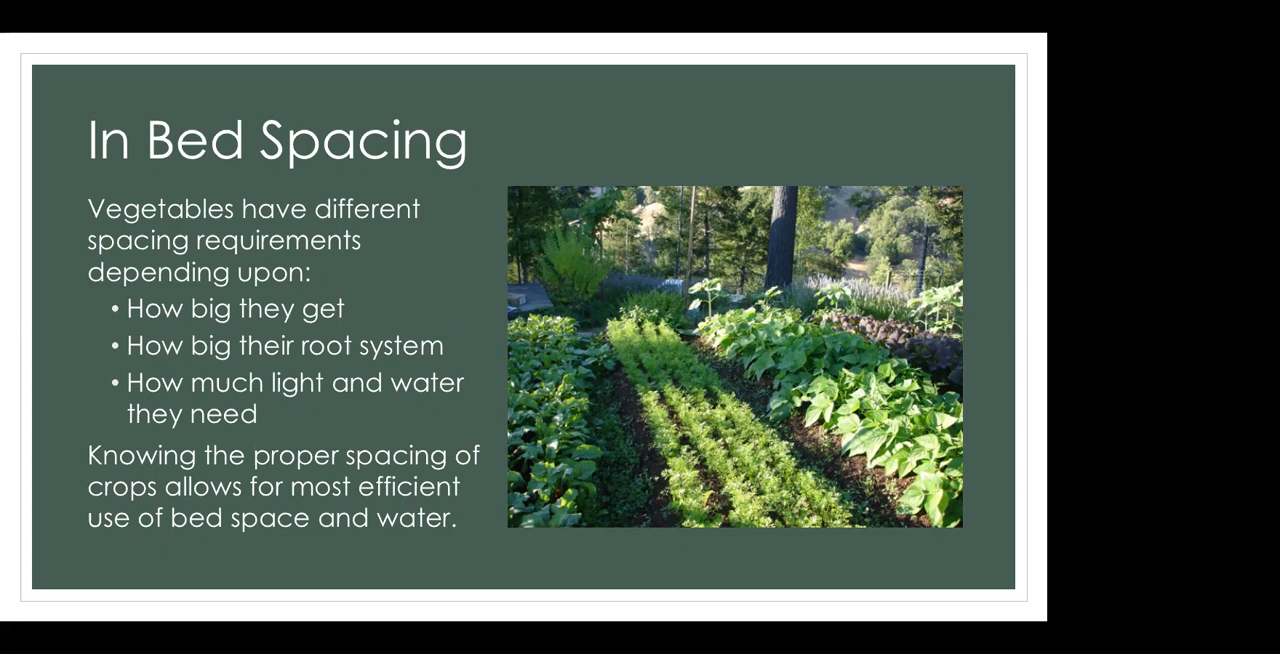 In Bed Spacing
Vegetables have different
spacing requirements
depending upon:
• How big they get
• How big their root system
• How much light and water
they need
Knowing the proper spacing of
crops allows for most efficient
use of bed space and water.